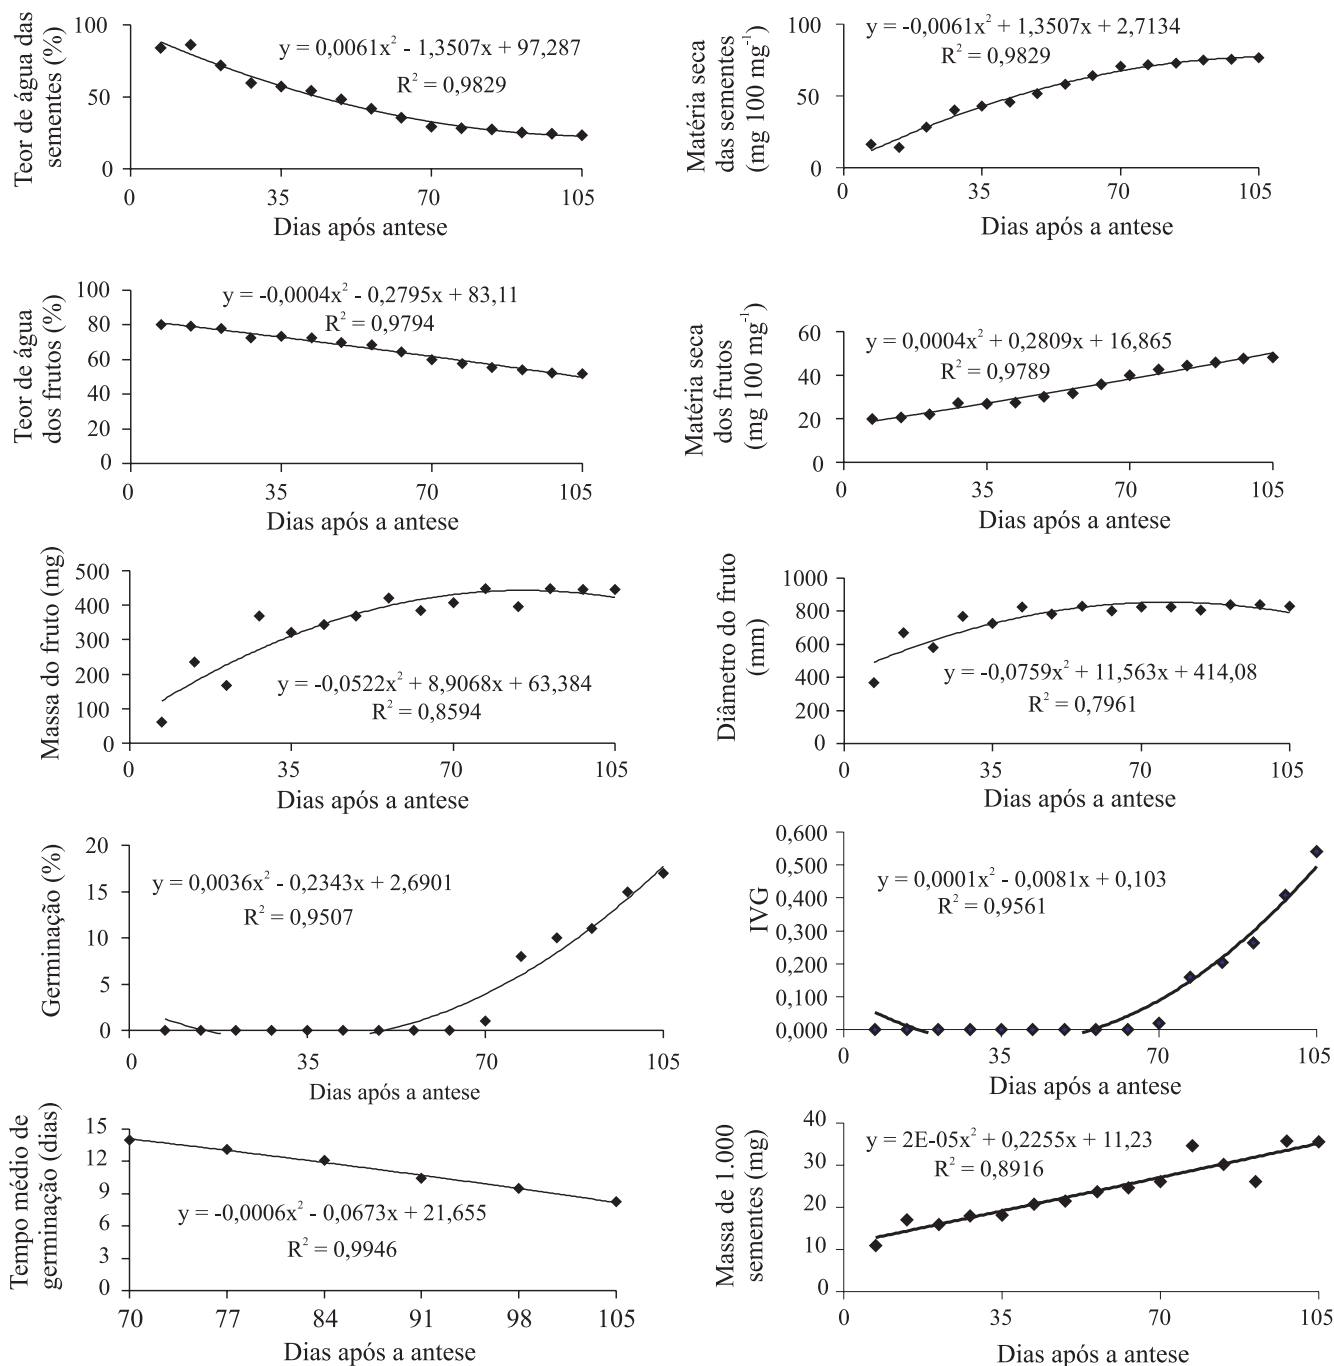 Teor de água das
sementes (%)
100
50
0
y = 0,0061x² - 1,3507x + 97,287
R² = 0,9829
0 35 70 105
Dias após antese
Matéria seca
das sementes
(mg 100 mg⁻¹)
100
50
0
y = -0,0061x² + 1,3507x + 2,7134
R² = 0,9829
0 35 70 105
Dias após antese
Teor de água
dos frutos (%)
100
80
60
40
20
0
y = -0,0004x² - 0,2795x + 83,11
R² = 0,9794
0 35 70 105
Dias após a antese
Matéria seca
dos frutos
(mg 100 mg⁻¹)
60
40
20
0
y = 0,0004x² + 0,2809x + 16,865
R² = 0,9789
0 35 70 105
Dias após a antese
Massa do fruto (mg)
500
400
300
200
100
0
y = -0,0522x² + 8,9068x + 63,384
R² = 0,8594
0 35 70 105
Dias após a antese
Diâmetro do fruto
(mm)
1000
800
600
400
200
0
y = -0,0759x² + 11,563x + 414,08
R² = 0,7961
0 35 70 105
Dias após a antese
Germinação (%)
20
15
10
5
0
y = 0,0036x² - 0,2343x + 2,6901
R² = 0,9507
0 35 70 105
Dias após a antese
IVG
0,600
0,500
0,400
0,300
0,200
0,100
0,000
y = 0,0001x² - 0,0081x + 0,103
R² = 0,9561
0 35 70 105
Dias após a antese
Tempo médio de
germinação (dias)
15
12
9
6
3
0
y = -0,0006x² - 0,0673x + 21,655
R² = 0,9946
70 77 84 91 98 105
Dias após a antese
Massa de 1.000
sementes (mg)
40
30
20
10
0
y = 2E-05x² + 0,2255x + 11,23
R² = 0,8916
0 35 70 105
Dias após a antese